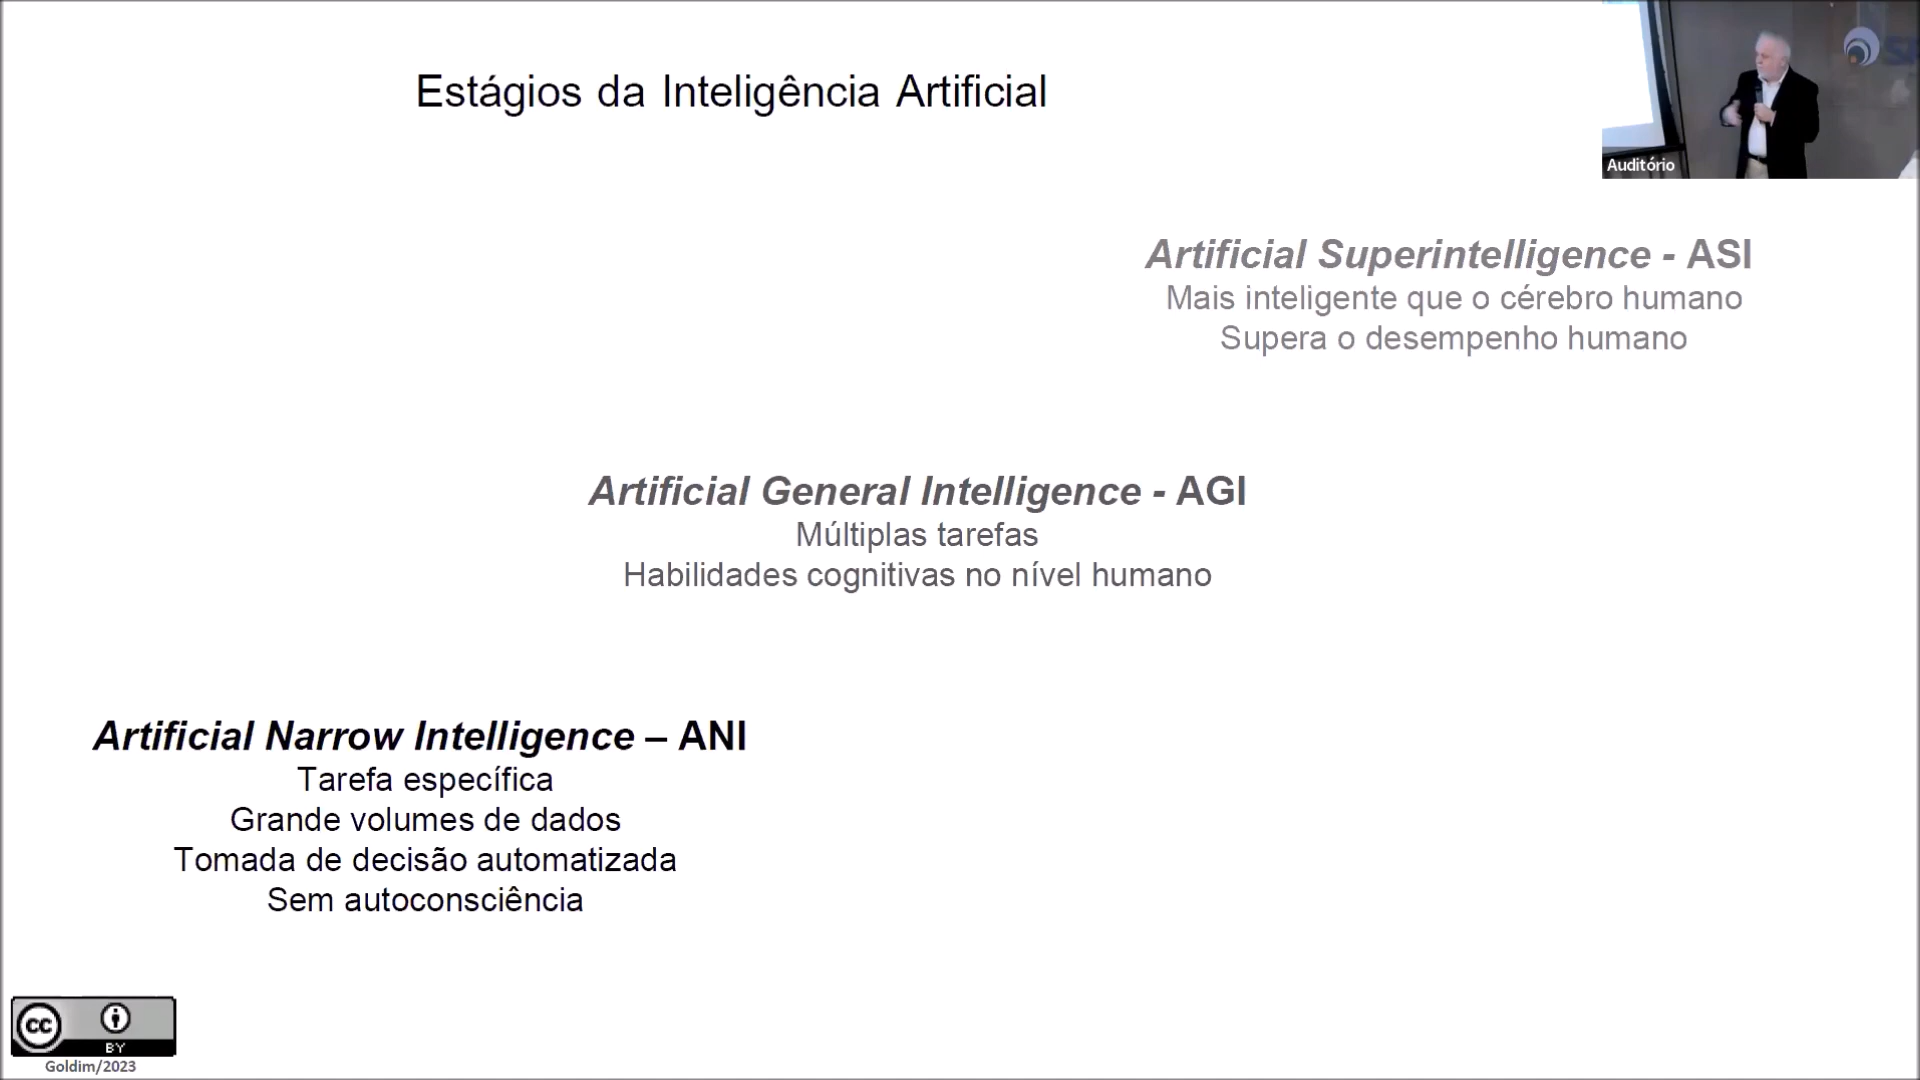 Estágios da Inteligência Artificial
Auditório
Artificial Superintelligence - ASI
Mais inteligente que o cérebro humano
Supera o desempenho humano
Artificial General Intelligence - AGI
Múltiplas tarefas
Habilidades cognitivas no nível humano
Artificial Narrow Intelligence – ANI
Tarefa específica
Grande volumes de dados
Tomada de decisão automatizada
Sem autoconsciência
cc
BY
Goldim/2023